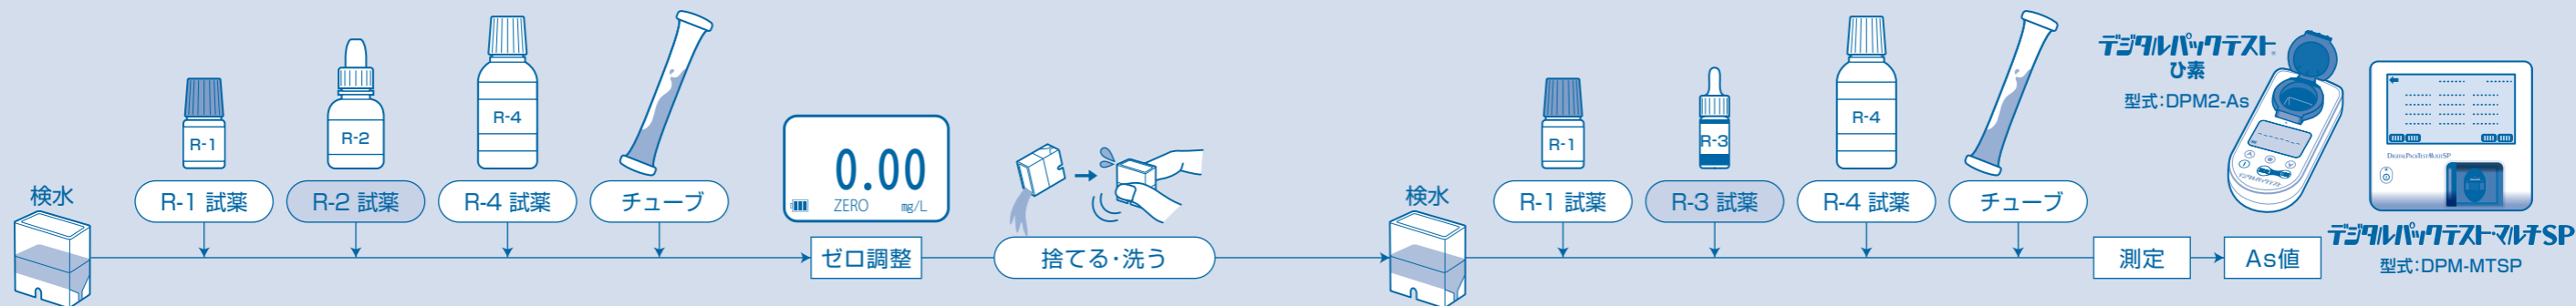 検水
R-1
R-1 試薬
R-2
R-2 試薬
R-4
R-4 試薬
チューブ
0.00
ZERO mg/L
ゼロ調整
捨てる・洗う
検水
R-1
R-1 試薬
R-3
R-3 試薬
R-4
R-4 試薬
チューブ
測定
As値
デジタルパックテスト®
ひ素
型式:DPM2-As
DIGITALPACKTEST・MULTI SP
デジタルパックテスト・マルチSP
型式:DPM-MTSP